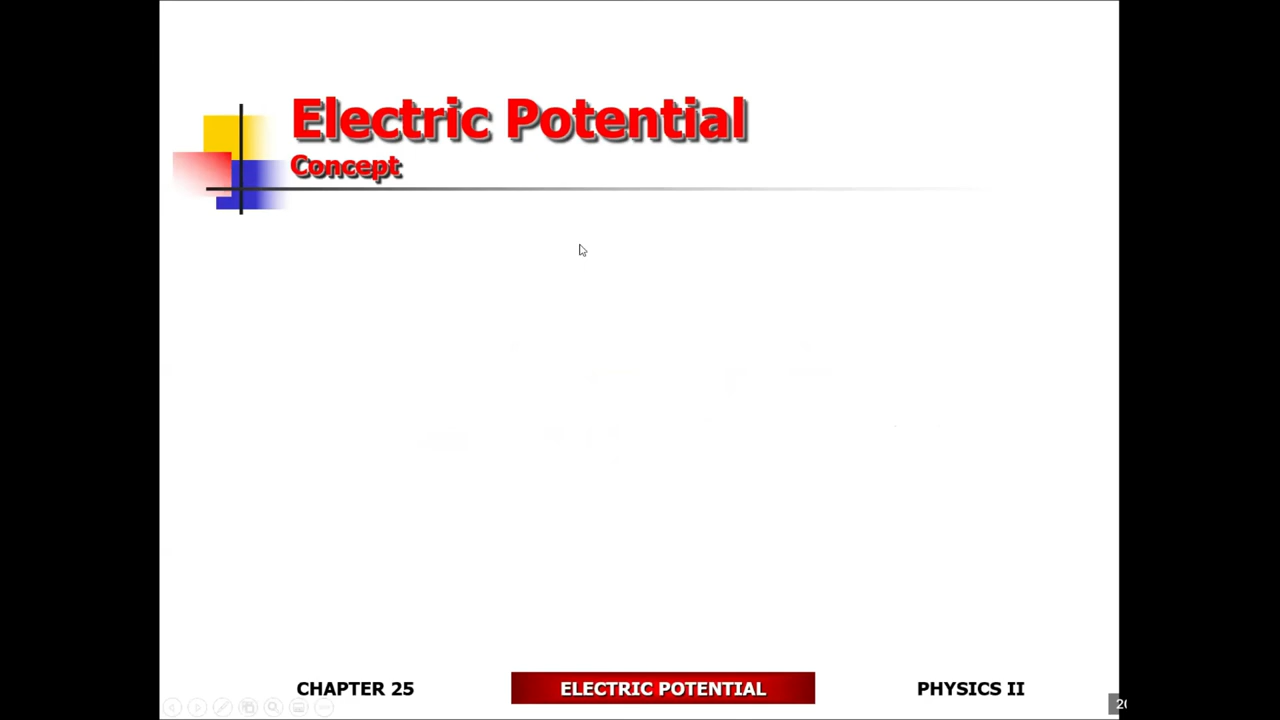 Electric Potential
Concept
CHAPTER 25
ELECTRIC POTENTIAL
PHYSICS II